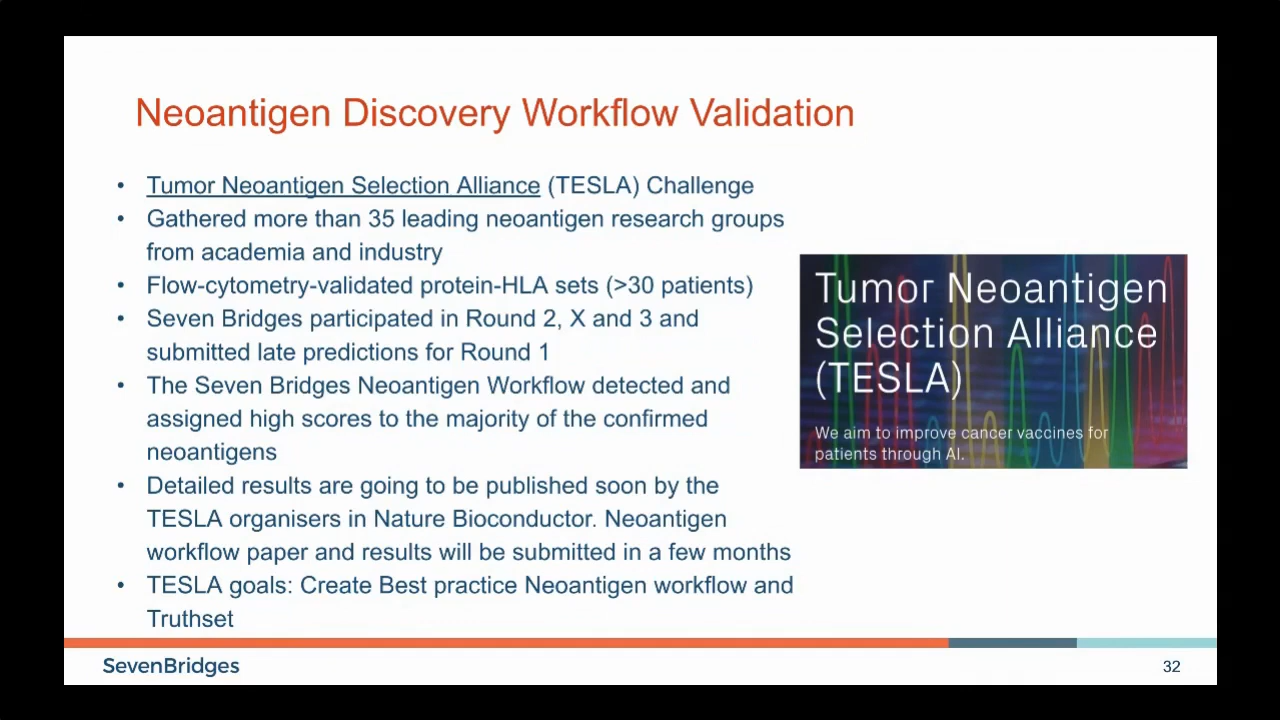 Neoantigen Discovery Workflow Validation
• Tumor Neoantigen Selection Alliance (TESLA) Challenge
• Gathered more than 35 leading neoantigen research groups
from academia and industry
• Flow-cytometry-validated protein-HLA sets (>30 patients)
• Seven Bridges participated in Round 2, X and 3 and
submitted late predictions for Round 1
• The Seven Bridges Neoantigen Workflow detected and
assigned high scores to the majority of the confirmed
neoantigens
• Detailed results are going to be published soon by the
TESLA organisers in Nature Bioconductor. Neoantigen
workflow paper and results will be submitted in a few months
• TESLA goals: Create Best practice Neoantigen workflow and
Truthset
Tumor Neoantigen
Selection Alliance
(TESLA)
We aim to improve cancer vaccines for
patients through AI.
SevenBridges
32